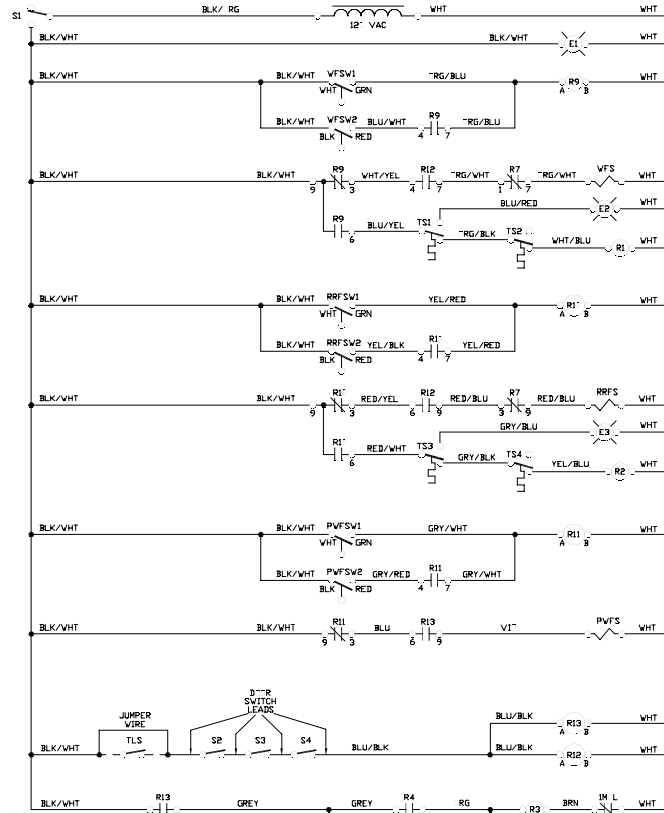 S1 BLK/ RG WHT WHT
12 VAC
BLK/WHT BLK/WHT E1 WHT
BLK/WHT BLK/WHT WFSW1 RG/BLU R9 WHT
WHT GRN A B
BLK/WHT WFSW2 BLU/WHT R9 RG/BLU
BLK RED 4 7
BLK/WHT BLK/WHT R9 WHT/YEL R12 RG/WHT R7 RG/WHT WFS WHT
9 3 4 7 1 7
BLU/RED E2 WHT
R9 BLU/YEL TS1 RG/BLK TS2 WHT/BLU R1 WHT
6
BLK/WHT BLK/WHT RRFSW1 YEL/RED R1 WHT
WHT GRN A B
BLK/WHT RRFSW2 YEL/BLK R1 YEL/RED
BLK RED 4 7
BLK/WHT BLK/WHT R1 RED/YEL R12 RED/BLU R7 RED/BLU RRFS WHT
9 3 6 9 3 9
GRY/BLU E3 WHT
R1 RED/WHT TS3 GRY/BLK TS4 YEL/BLU R2 WHT
6
BLK/WHT BLK/WHT PWFSW1 GRY/WHT R11 WHT
WHT GRN A B
BLK/WHT PWFSW2 GRY/RED R11 GRY/WHT
BLK RED 4 7
BLK/WHT BLK/WHT R11 BLU R13 PWFS WHT
9 3 6 9
SWITCH
LEADS
JUMPER
WIRE
BLU/BLK R13 WHT
A B
BLK/WHT TLS S2 S3 S4 BLU/BLK BLU/BLK R12 WHT
A B
BLK/WHT R13 GREY GREY R4 RG R3 BRN WHT